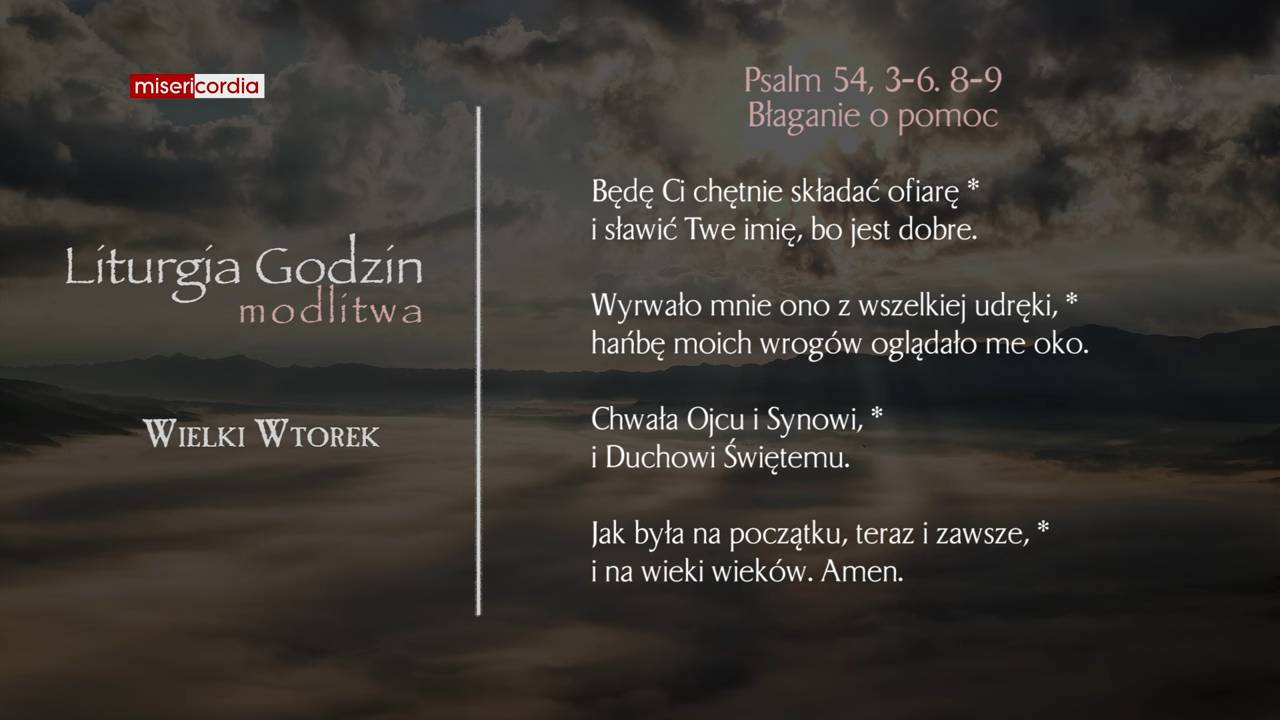 misericordia
Liturgia Godzin
modlitwa
Wielki Wtorek
Psalm 54, 3-6. 8-9
Błaganie o pomoc
Będę Ci chętnie składać ofiarę *
i sławić Twe imię, bo jest dobre.
Wyrwało mnie ono z wszelkiej udręki, *
hańbę moich wrogów oglądało me oko.
Chwała Ojcu i Synowi, *
i Duchowi Świętemu.
Jak była na początku, teraz i zawsze, *
i na wieki wieków. Amen.